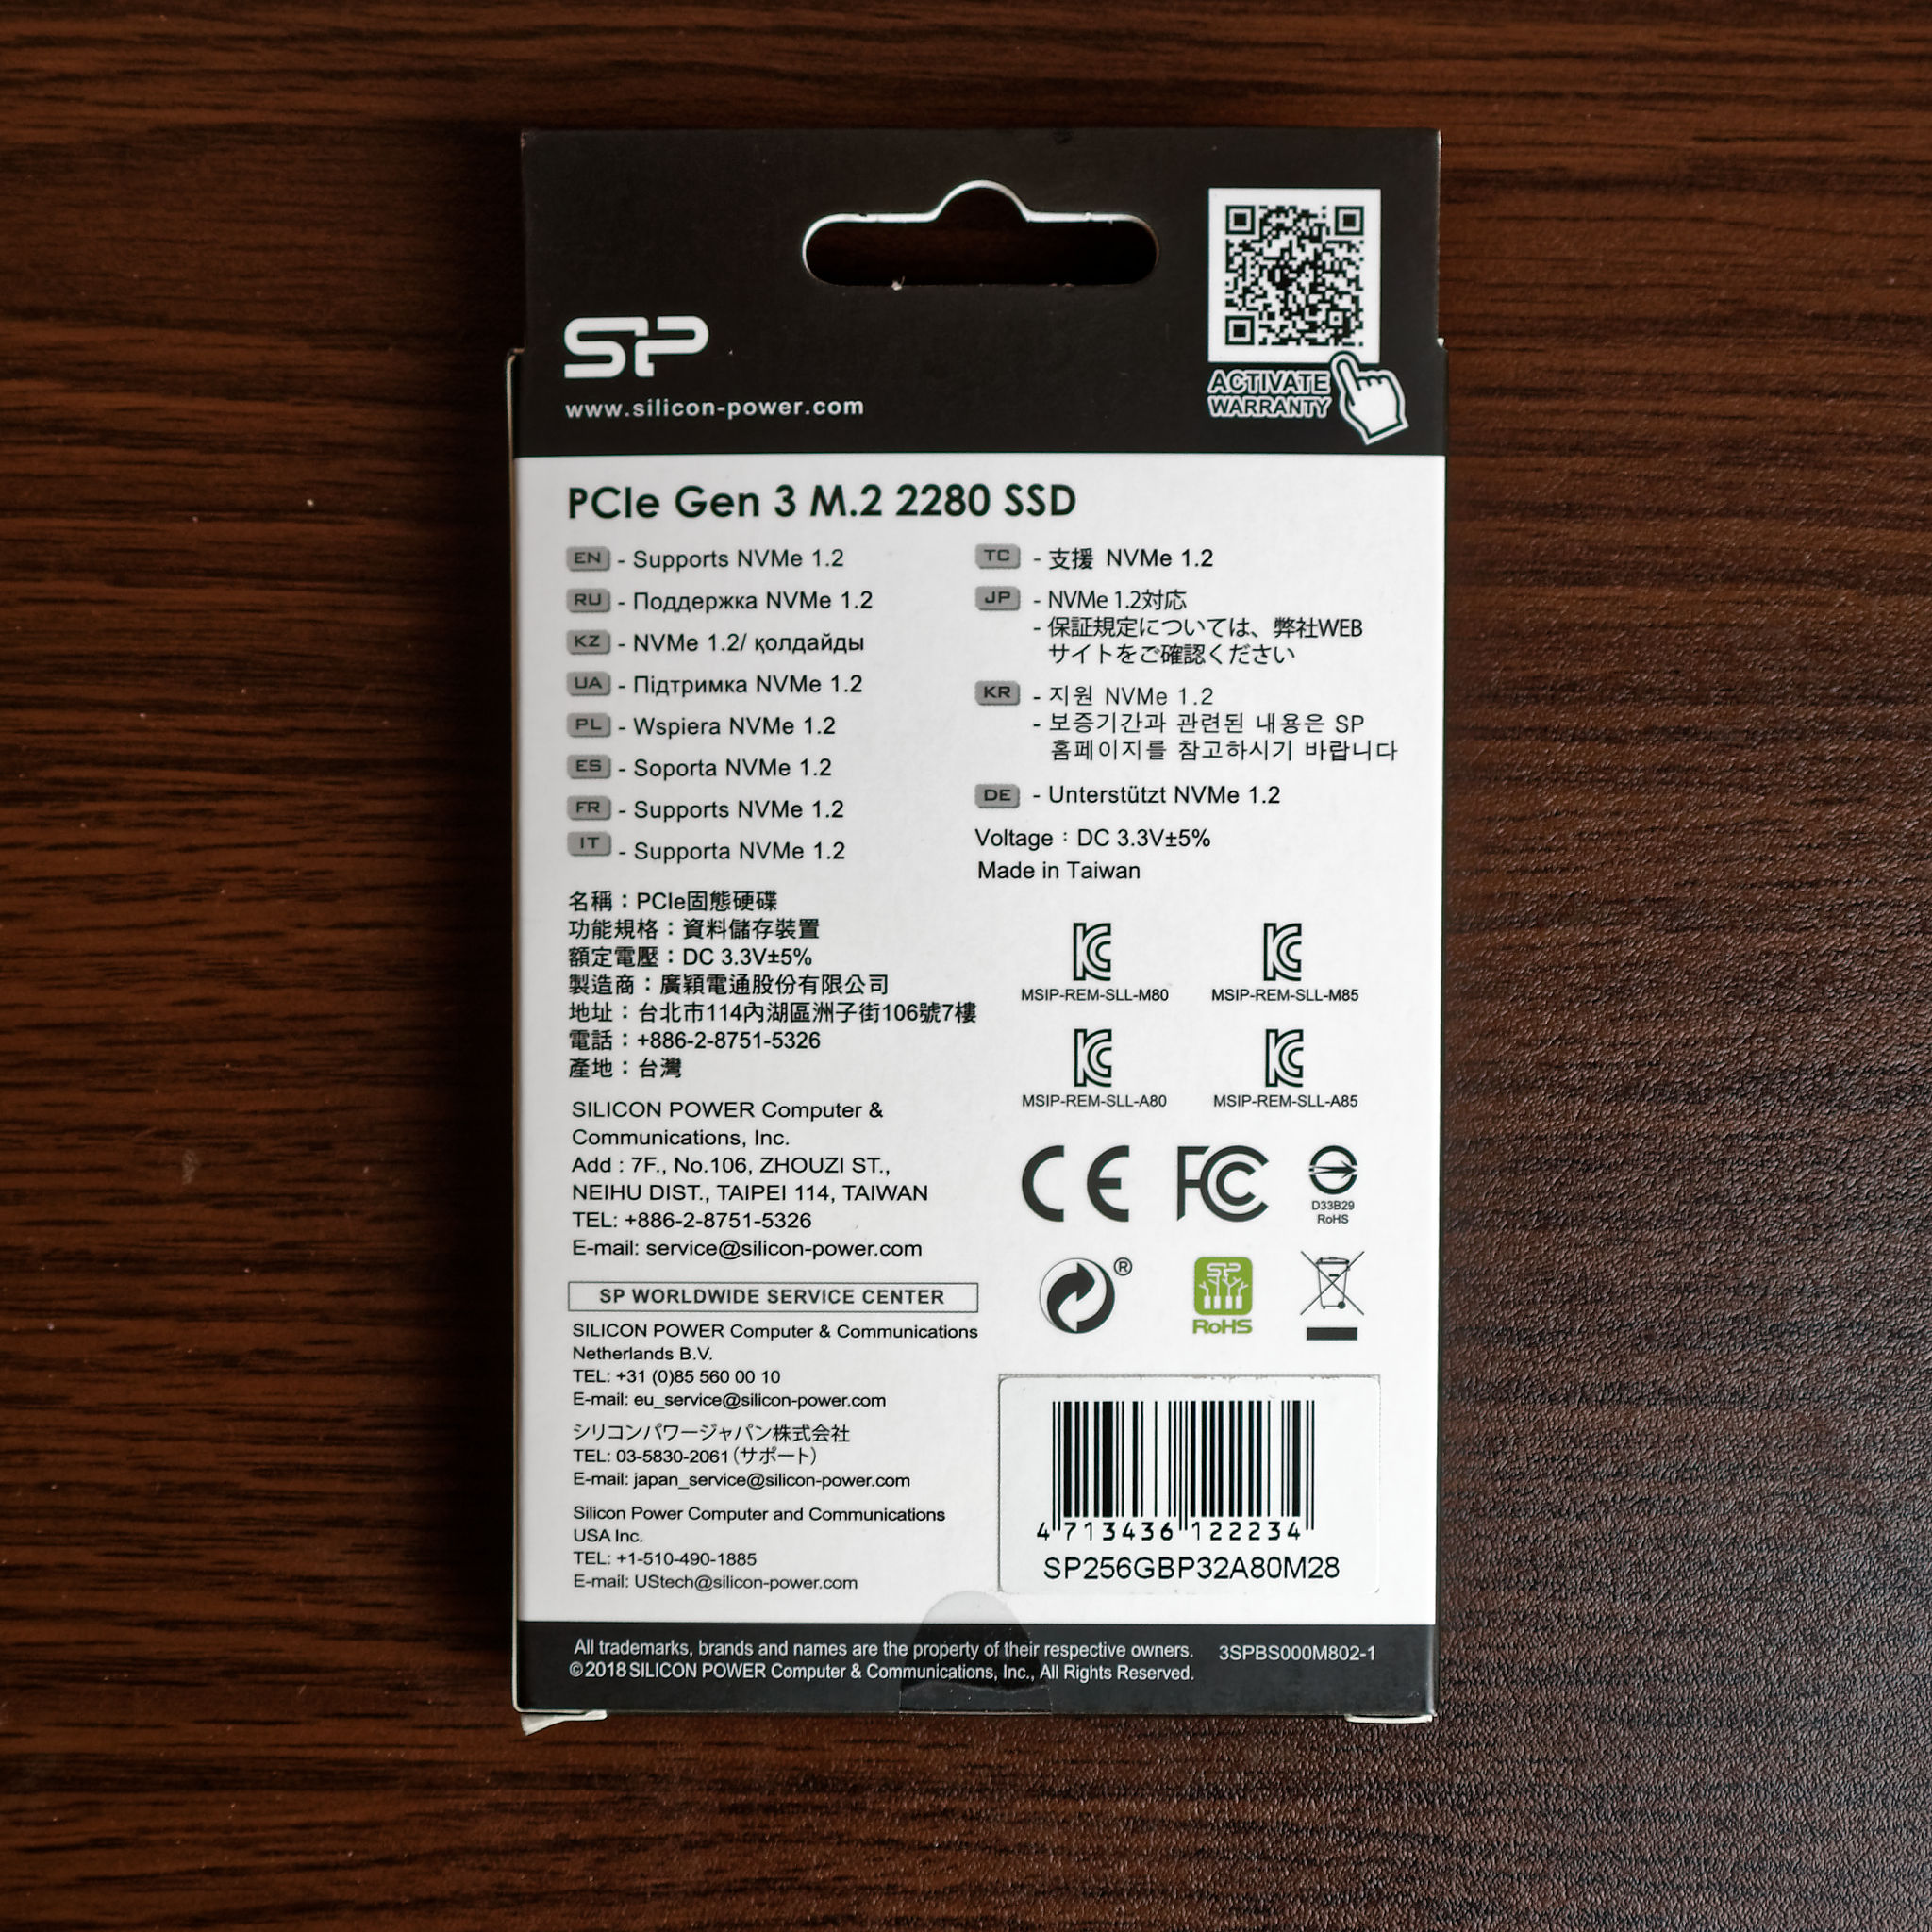 SP
www.silicon-power.com
ACTIVATE
WARRANTY
PCIe Gen 3 M.2 2280 SSD
EN - Supports NVMe 1.2
RU - Поддержка NVMe 1.2
KZ - NVMe 1.2/ қолдайды
UA - Підтримка NVMe 1.2
PL - Wspiera NVMe 1.2
ES - Soporta NVMe 1.2
FR - Supports NVMe 1.2
IT - Supporta NVMe 1.2
TC - 支援 NVMe 1.2
JP - NVMe 1.2対応
- 保証規定については、弊社WEB
サイトをご確認ください
KR - 지원 NVMe 1.2
- 보증기간과 관련된 내용은 SP
홈페이지를 참고하시기 바랍니다
DE - Unterstützt NVMe 1.2
Voltage：DC 3.3V±5%
Made in Taiwan
名稱：PCIe固態硬碟
功能規格：資料儲存裝置
額定電壓：DC 3.3V±5%
製造商：廣穎電通股份有限公司
地址：台北市114內湖區洲子街106號7樓
電話：+886-2-8751-5326
產地：台灣
SILICON POWER Computer &
Communications, Inc.
Add : 7F., No.106, ZHOUZI ST.,
NEIHU DIST., TAIPEI 114, TAIWAN
TEL: +886-2-8751-5326
E-mail: service@silicon-power.com
SP WORLDWIDE SERVICE CENTER
SILICON POWER Computer & Communications
Netherlands B.V.
TEL: +31 (0)85 560 00 10
E-mail: eu_service@silicon-power.com
シリコンパワージャパン株式会社
TEL: 03-5830-2061（サポート）
E-mail: japan_service@silicon-power.com
Silicon Power Computer and Communications
USA Inc.
TEL: +1-510-490-1885
E-mail: UStech@silicon-power.com
MSIP-REM-SLL-M80
MSIP-REM-SLL-M85
MSIP-REM-SLL-A80
MSIP-REM-SLL-A85
CE FC
D33B29
RoHS
®
SP
RoHS
4 713436 122234
SP256GBP32A80M28
All trademarks, brands and names are the property of their respective owners. 3SPBS000M802-1
©2018 SILICON POWER Computer & Communications, Inc., All Rights Reserved.